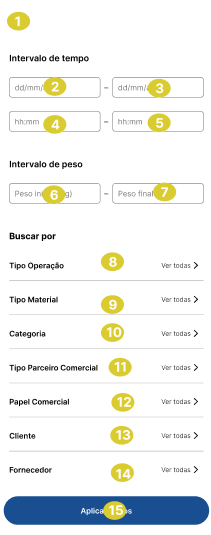 1
Intervalo de tempo
dd/mm/ 2 – dd/mm/ 3
hh:mm 4 – hh:mm 5
Intervalo de peso
Peso 6 – Peso final 7
Buscar por
Tipo Operação 8 Ver todas
Tipo Material 9 Ver todas
Categoria 10 Ver todas
Tipo Parceiro Comercial 11 Ver todas
Papel Comercial 12 Ver todas
Cliente 13 Ver todas
Fornecedor 14 Ver todas
15